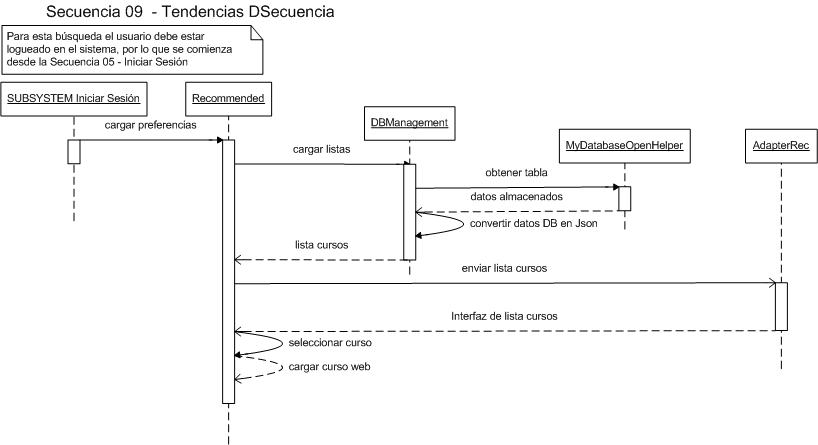 Secuencia 09  - Tendencias DSecuencia
Para esta búsqueda el usuario debe estar
logueado en el sistema, por lo que se comienza
desde la Secuencia 05 - Iniciar Sesión
SUBSYSTEM Iniciar Sesión
Recommended
DBManagement
MyDatabaseOpenHelper
AdapterRec
cargar preferencias
cargar listas
obtener tabla
datos almacenados
convertir datos DB en Json
lista cursos
enviar lista cursos
Interfaz de lista cursos
seleccionar curso
cargar curso web